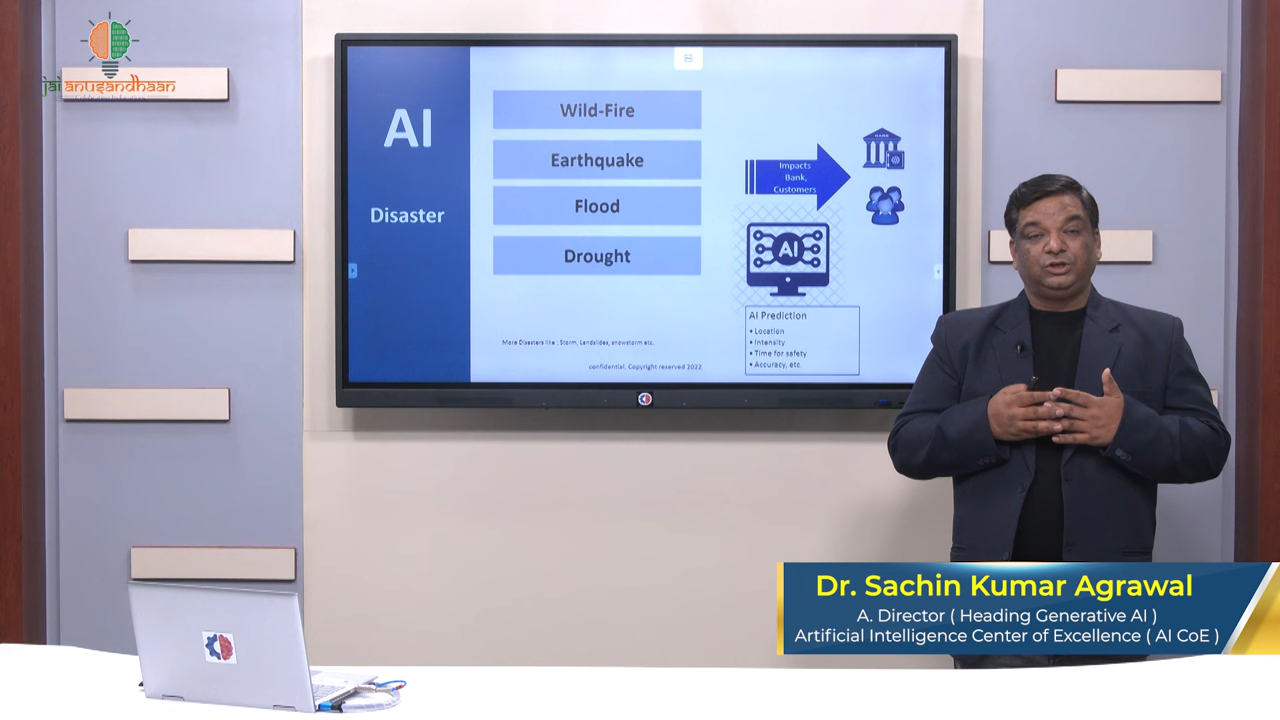 jai anusandhaan
AI
Disaster
Wild-Fire
Earthquake
Flood
Drought
More Disasters like : Storm, Landslides, snowstorm etc.
confidential, Copyright reserved 2022
Impacts
Bank,
Customers
BANK
AI
AI Prediction
• Location
• Intensity
• Time for safety
• Accuracy, etc.
Dr. Sachin Kumar Agrawal
A. Director ( Heading Generative AI )
Artificial Intelligence Center of Excellence ( AI CoE )